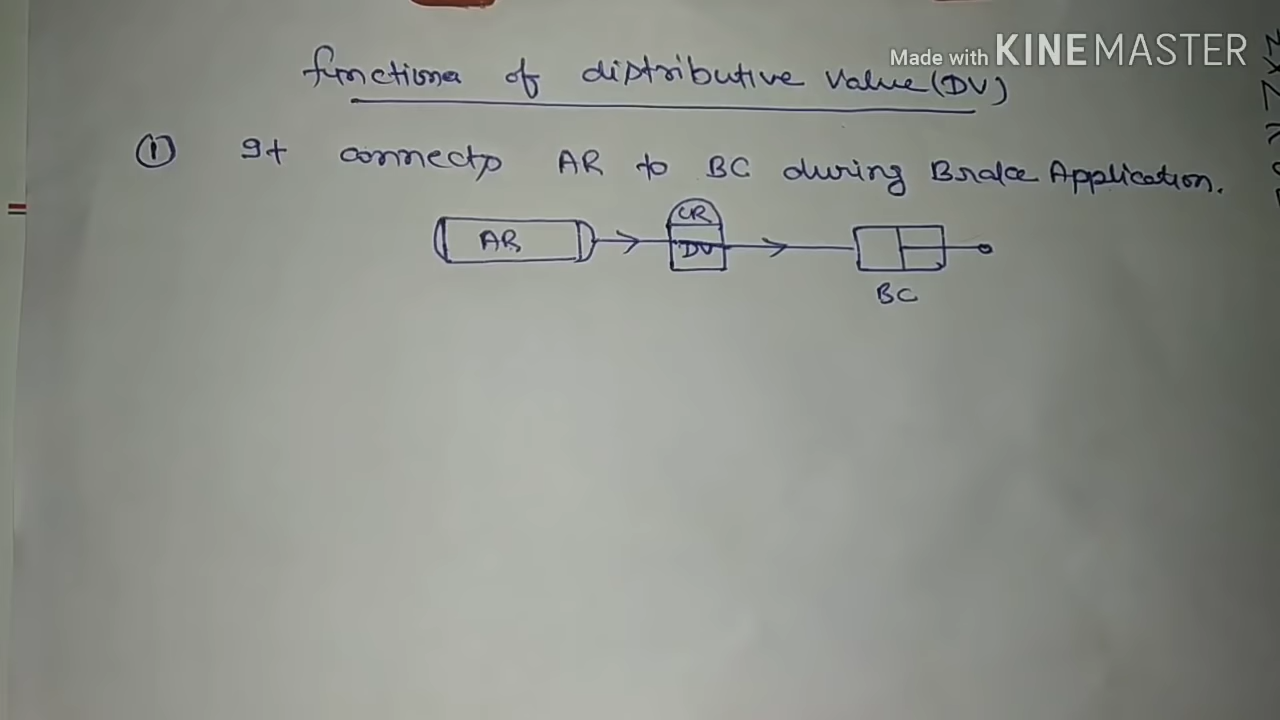 Made with KINEMASTER
functions of distributive Valve (DV)
① It connects AR to BC during Brake Application.
CR
AR
DV
BC